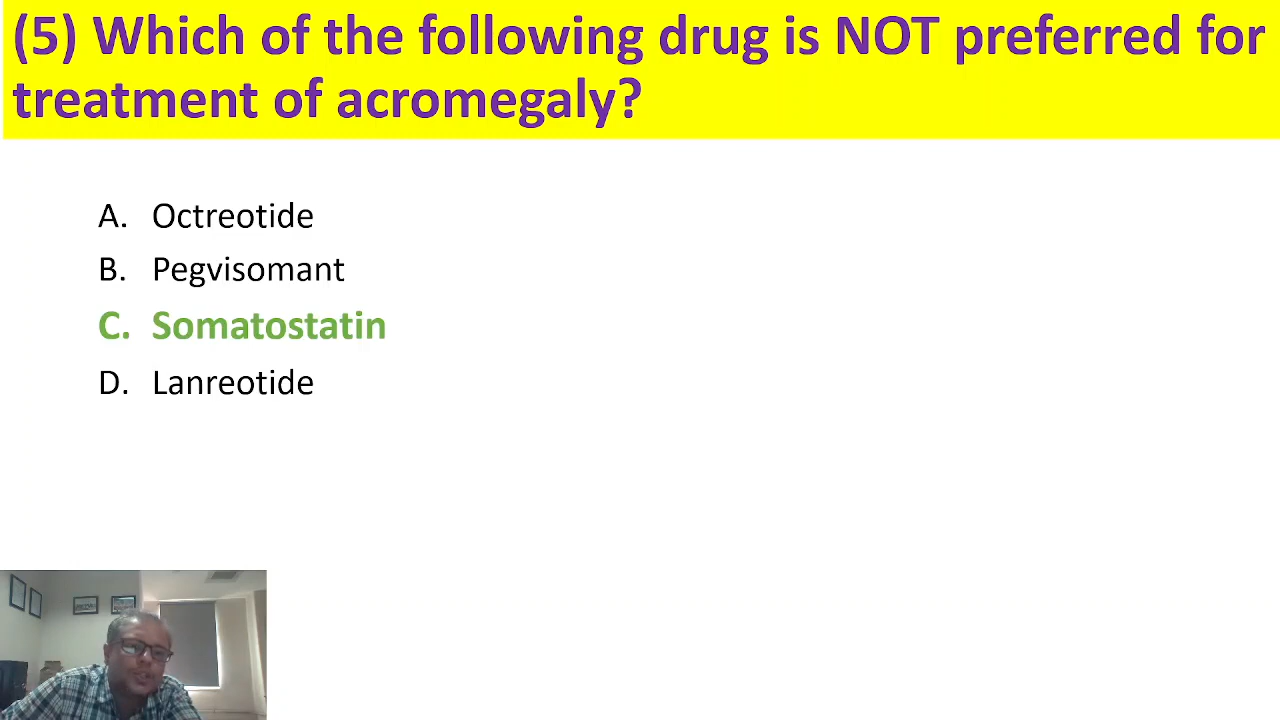 (5) Which of the following drug is NOT preferred for
treatment of acromegaly?
A. Octreotide
B. Pegvisomant
C. Somatostatin
D. Lanreotide